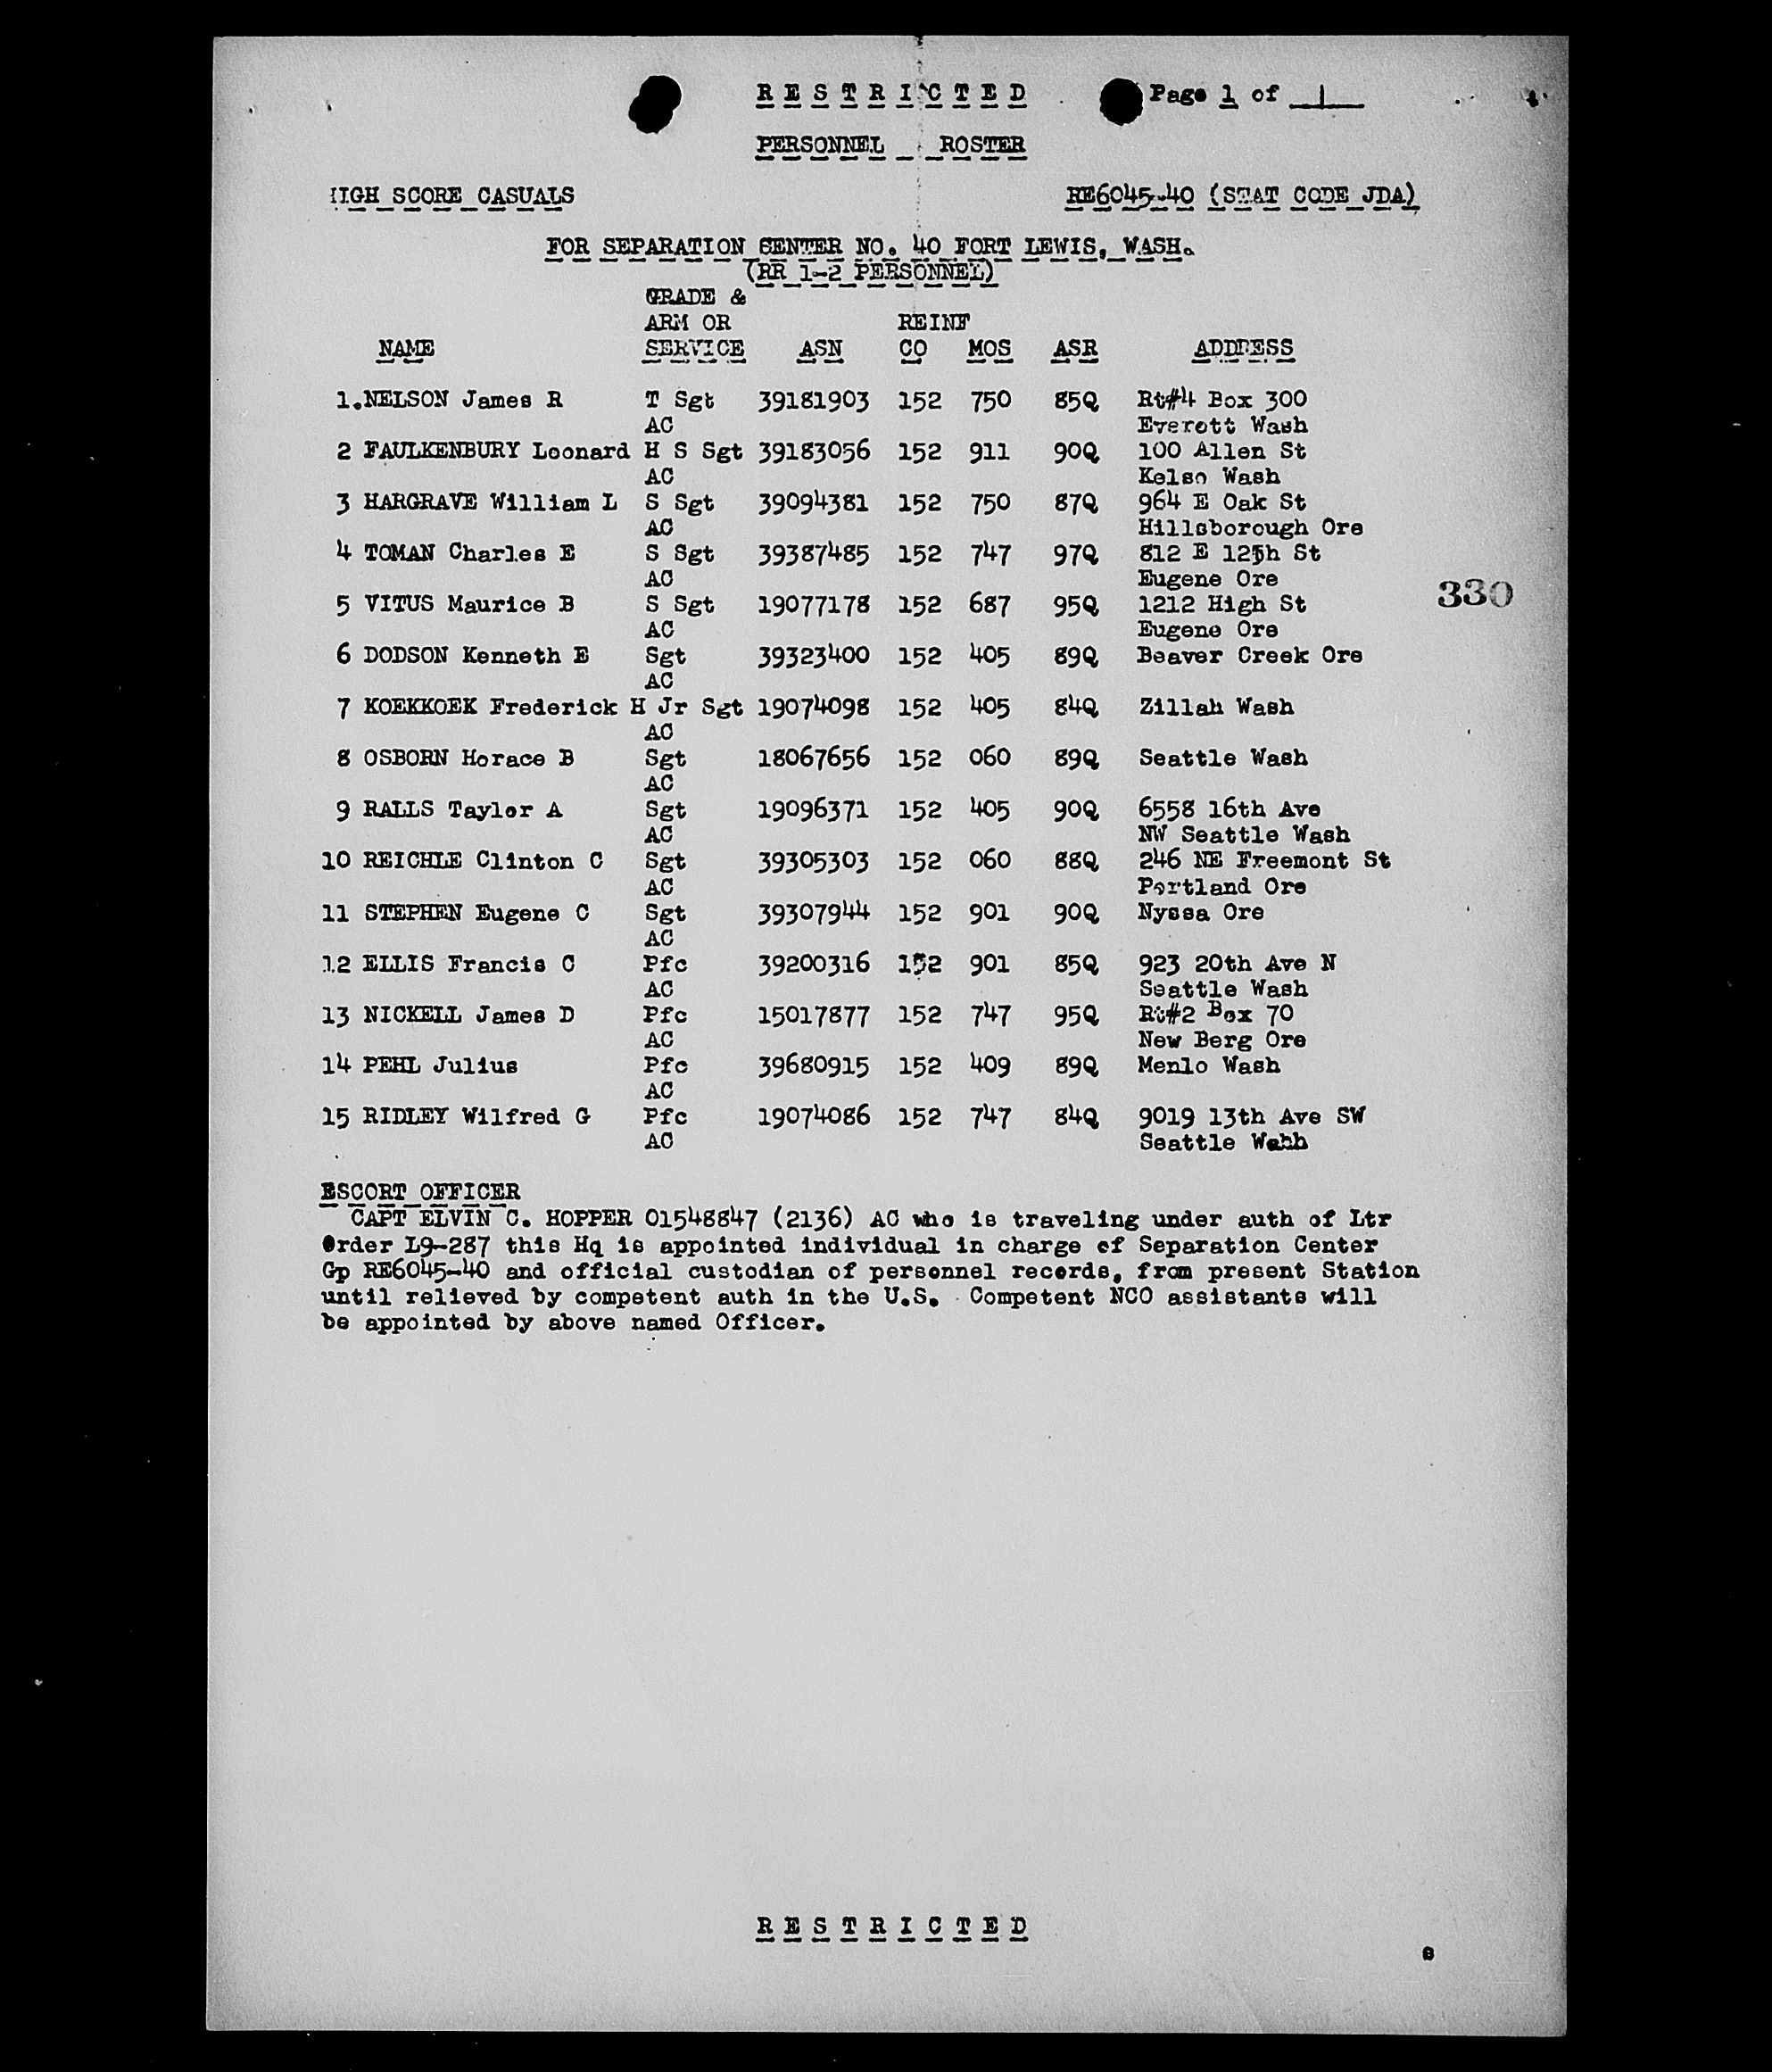 R E S T R I C T E D Page 1 of 1
PERSONNEL ROSTER
HIGH SCORE CASUALS RE6045-40 (STAT CODE JDA)
FOR SEPARATION CENTER NO. 40 FORT LEWIS, WASH.
(RR 1-2 PERSONNEL)
GRADE &
ARM OR REINF
NAME SERVICE ASN CO MOS ASR ADDRESS
1.NELSON James R T Sgt 39181903 152 750 85Q Rt#4 Box 300
AC Everett Wash
2 FAULKENBURY Leonard H S Sgt 39183056 152 911 90Q 100 Allen St
AC Kelso Wash
3 HARGRAVE William L S Sgt 39094381 152 750 87Q 964 E Oak St
AC Hillsborough Ore
4 TOMAN Charles E S Sgt 39387485 152 747 97Q 812 E 12th St
AC Eugene Ore
330
5 VITUS Maurice B S Sgt 19077178 152 687 95Q 1212 High St
AC Eugene Ore
6 DODSON Kenneth E Sgt 39323400 152 405 89Q Beaver Creek Ore
AC
7 KOEKKOEK Frederick H Jr Sgt 19074098 152 405 84Q Zillah Wash
AC
8 OSBORN Horace B Sgt 18067656 152 060 89Q Seattle Wash
AC
9 RALLS Taylor A Sgt 19096371 152 405 90Q 6558 16th Ave
AC NW Seattle Wash
10 REICHLE Clinton C Sgt 39305303 152 060 88Q 246 NE Freemont St
AC Portland Ore
11 STEPHEN Eugene C Sgt 39307944 152 901 90Q Nyssa Ore
AC
12 ELLIS Francis C Pfc 39200316 152 901 85Q 923 20th Ave N
AC Seattle Wash
13 NICKELL James D Pfc 15017877 152 747 95Q Rt#2 Box 70
AC New Berg Ore
14 PEHL Julius Pfc 39680915 152 409 89Q Menlo Wash
AC
15 RIDLEY Wilfred G Pfc 19074086 152 747 84Q 9019 13th Ave SW
AC Seattle Wahh
ESCORT OFFICER
CAPT ELVIN C. HOPPER 01548847 (2136) AC who is traveling under auth of Ltr
Order L9-287 this Hq is appointed individual in charge of Separation Center
Gp RE6045-40 and official custodian of personnel records, from present Station
until relieved by competent auth in the U.S. Competent NCO assistants will
be appointed by above named Officer.
R E S T R I C T E D